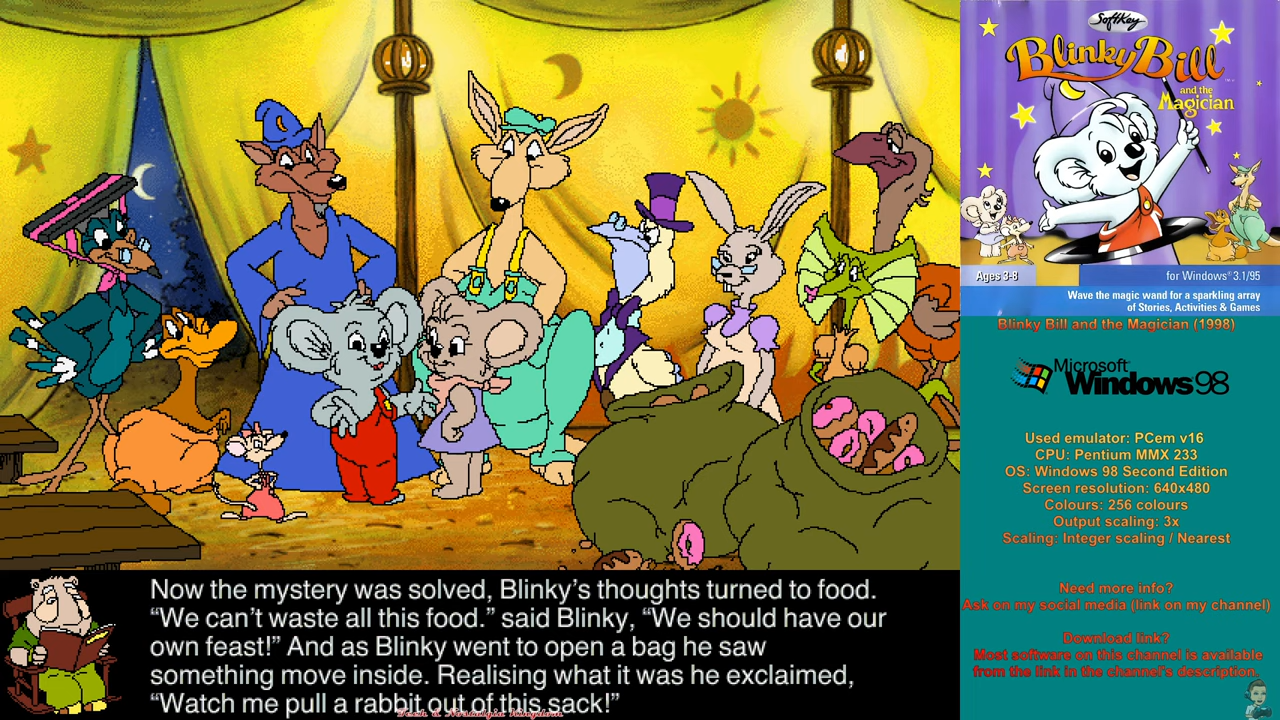 Now the mystery was solved, Blinky's thoughts turned to food.
“We can't waste all this food.” said Blinky, “We should have our
own feast!” And as Blinky went to open a bag he saw
something move inside. Realising what it was he exclaimed,
“Watch me pull a rabbit out of this sack!”
Tech & Nostalgia Kingdom
SoftKey
Blinky Bill
and the
Magician
Ages 3-8
for Windows® 3.1/95
Wave the magic wand for a sparkling array
of Stories, Activities & Games
Blinky Bill and the Magician (1998)
Microsoft
Windows 98
Used emulator: PCem v16
CPU: Pentium MMX 233
OS: Windows 98 Second Edition
Screen resolution: 640x480
Colours: 256 colours
Output scaling: 3x
Scaling: Integer scaling / Nearest
Need more info?
Ask on my social media (link on my channel)
Download link?
Most software on this channel is available
from the link in the channel's description.